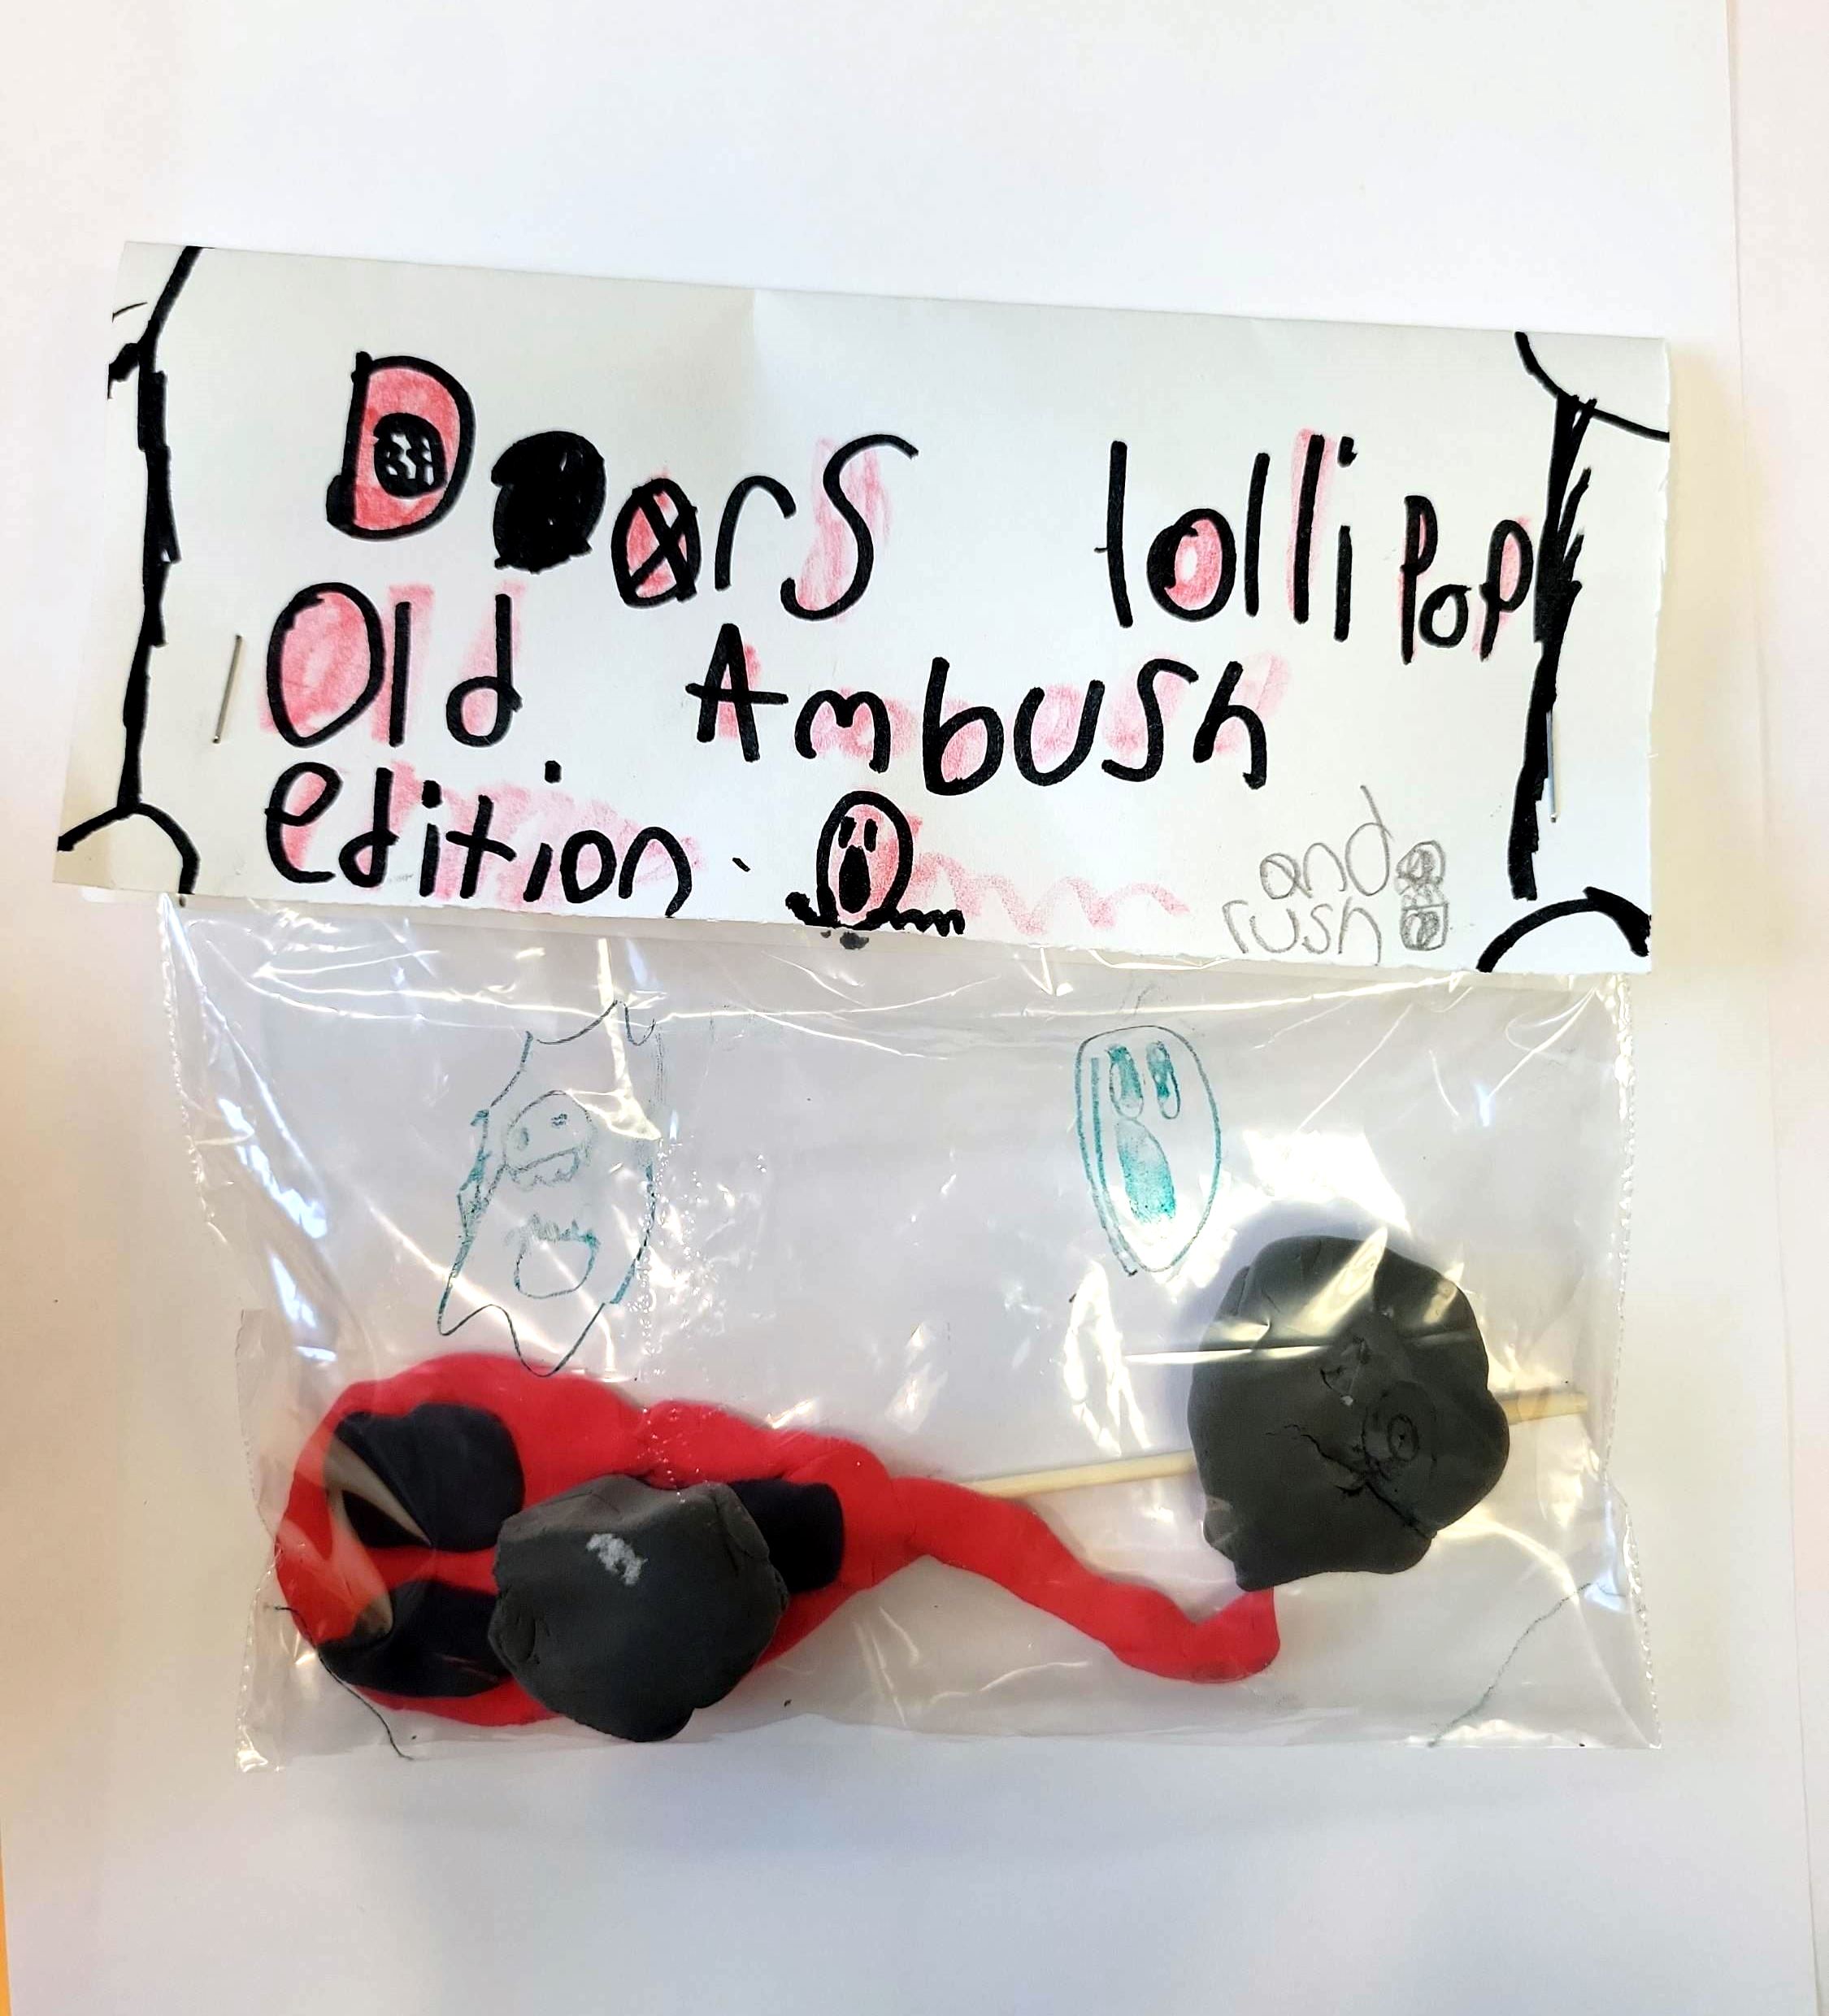 Doors lollipop
Old Ambush
edition.
and
rush